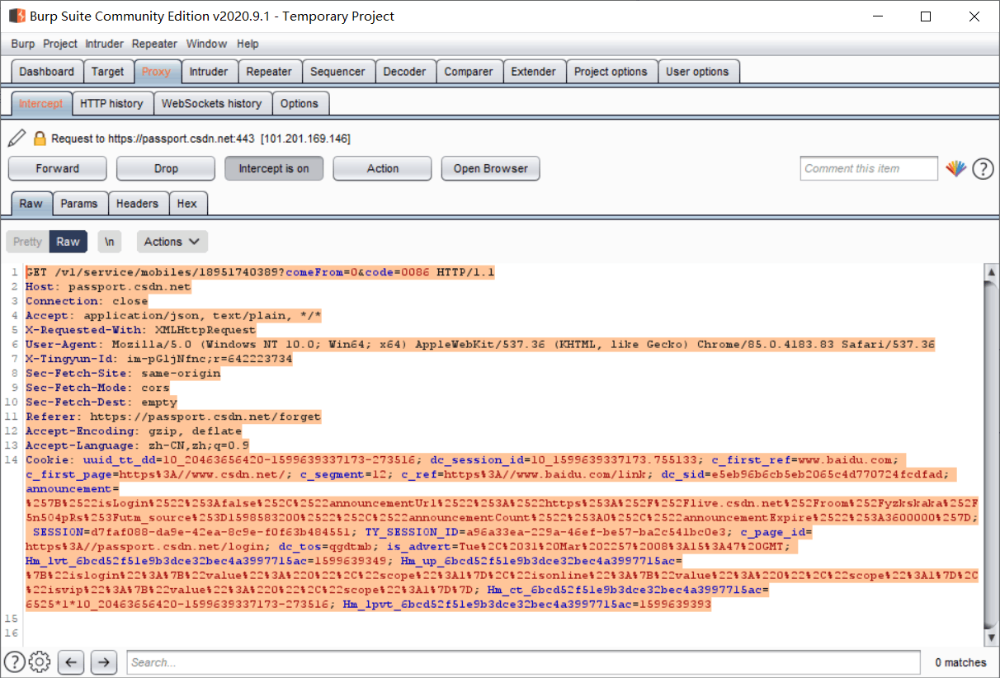 Burp Suite Community Edition v2020.9.1 - Temporary Project
Burp Project Intruder Repeater Window Help
Dashboard Target Proxy Intruder Repeater Sequencer Decoder Comparer Extender Project options User options
Intercept HTTP history WebSockets history Options
Request to https://passport.csdn.net:443 [101.201.169.146]
Forward Drop Intercept is on Action Open Browser Comment this item ?
Raw Params Headers Hex
Pretty Raw \n Actions
1 GET /v1/service/mobiles/18951740389?comeFrom=0&code=0086 HTTP/1.1
2 Host: passport.csdn.net
3 Connection: close
4 Accept: application/json, text/plain, */*
5 X-Requested-With: XMLHttpRequest
6 User-Agent: Mozilla/5.0 (Windows NT 10.0; Win64; x64) AppleWebKit/537.36 (KHTML, like Gecko) Chrome/85.0.4183.83 Safari/537.36
7 X-Tingyun-Id: im-pGljNfnc;r=642223734
8 Sec-Fetch-Site: same-origin
9 Sec-Fetch-Mode: cors
10 Sec-Fetch-Dest: empty
11 Referer: https://passport.csdn.net/forget
12 Accept-Encoding: gzip, deflate
13 Accept-Language: zh-CN,zh;q=0.9
14 Cookie: uuid_tt_dd=10_20463656420-1599639337173-273516; dc_session_id=10_1599639337173.755133; c_first_ref=www.baidu.com;
c_first_page=https%3A//www.csdn.net/; c_segment=12; c_ref=https%3A//www.baidu.com/link; dc_sid=e5eb96b6cb5eb2065c4d770724fcdfad;
announcement=
%257B%2522isLogin%2522%253Afalse%252C%2522announcementUrl%2522%253A%2522https%253A%252F%252Flive.csdn.net%252Froom%252Fyzkskaka%252F
5n504pRs%253Futm_source%253D1598583200%2522%252C%2522announcementCount%2522%253A0%252C%2522announcementExpire%2522%253A3600000%257D;
SESSION=d7faf088-da9e-42ea-8c9e-f0f63b484551; TY_SESSION_ID=a96a33ea-229a-46ef-be57-ba2c541bc0e3; c_page_id=
https%3A//passport.csdn.net/login; dc_tos=qgdtmb; is_advert=Tue%2C%2031%20Mar%202257%2008%3A15%3A47%20GMT;
Hm_lvt_6bcd52f51e9b3dce32bec4a3997715ac=1599639349; Hm_up_6bcd52f51e9b3dce32bec4a3997715ac=
%7B%22islogin%22%3A%7B%22value%22%3A%220%22%2C%22scope%22%3A1%7D%2C%22isonline%22%3A%7B%22value%22%3A%220%22%2C%22scope%22%3A1%7D%2C
%22isvip%22%3A%7B%22value%22%3A%220%22%2C%22scope%22%3A1%7D%7D; Hm_ct_6bcd52f51e9b3dce32bec4a3997715ac=
6525*1*10_20463656420-1599639337173-273516; Hm_lpvt_6bcd52f51e9b3dce32bec4a3997715ac=1599639393
15
16
? Search... 0 matches